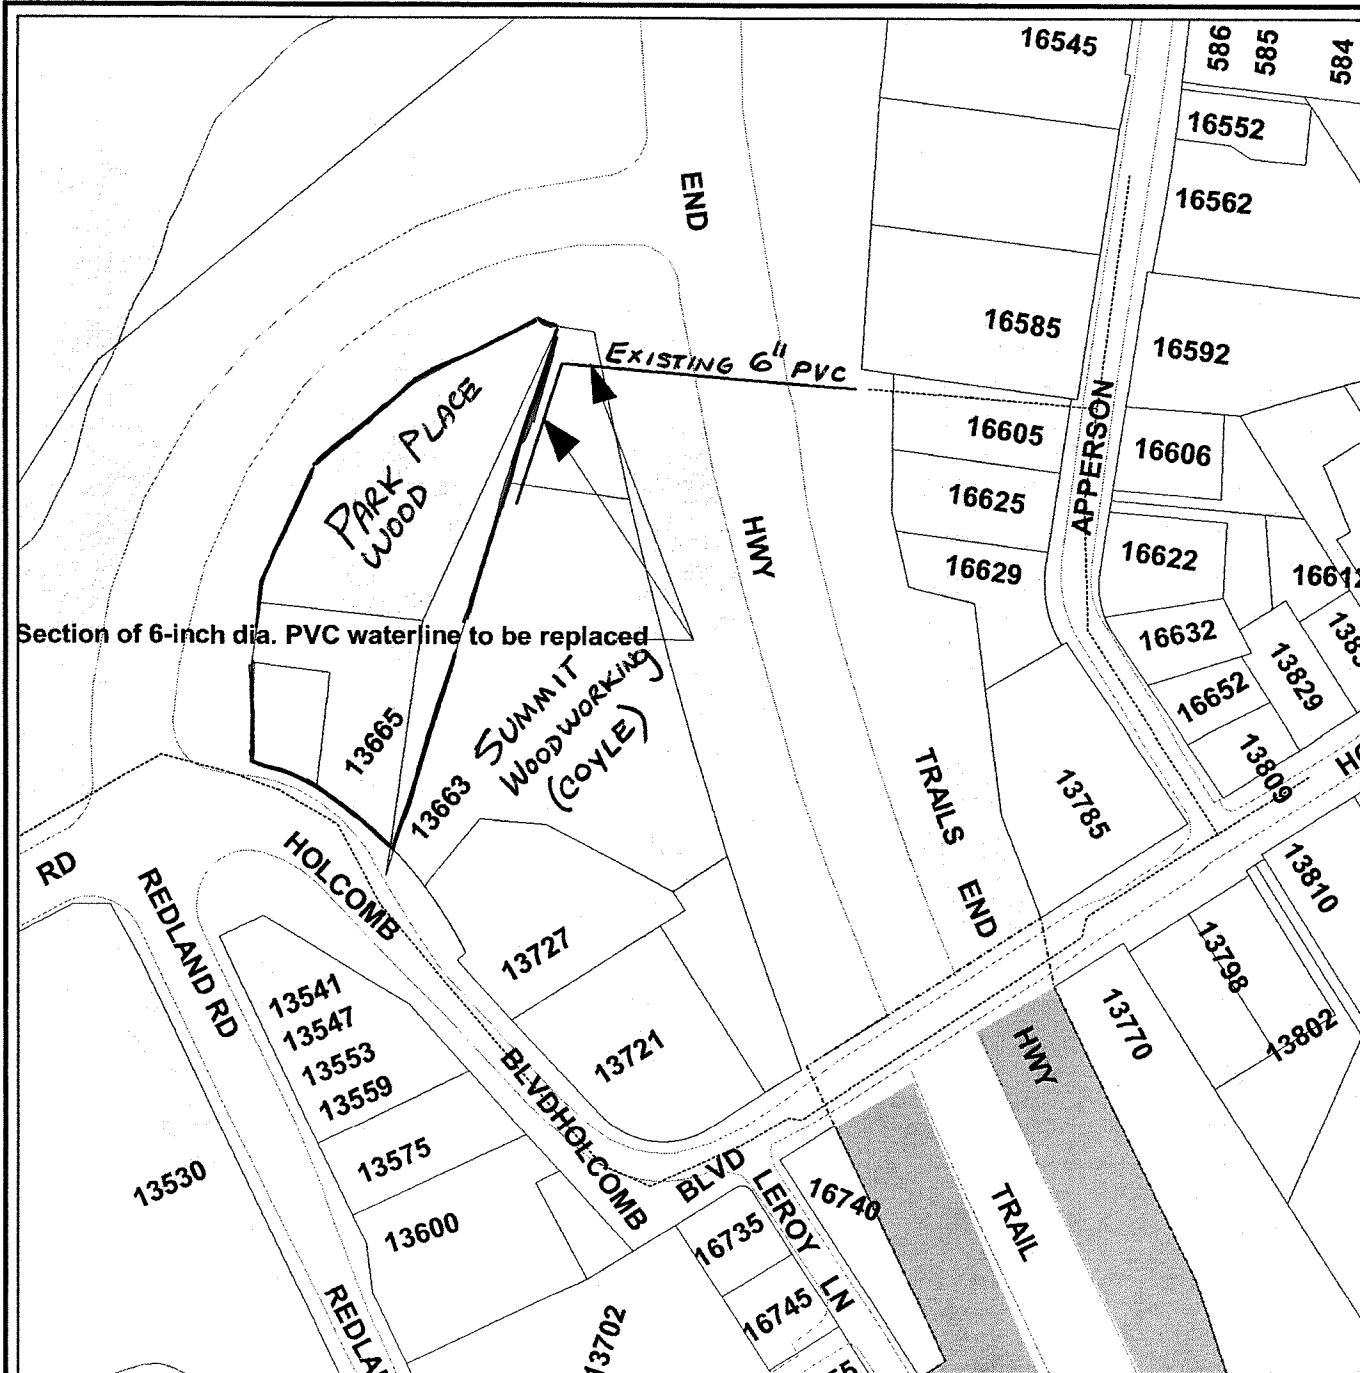 16545
586
585
584
16552
16562
END
16585
16592
EXISTING 6" PVC
PARK PLACE
WOOD
APPERSON
16605
16606
16625
HWY
16622
16629
16612
Section of 6-inch dia. PVC waterline to be replaced
16632
13829
16652
13665
SUMMIT
WOODWORKING
(COYLE)
13663
TRAILS
END
13785
13809
RD
REDLAND RD
HOLCOMB
BLVD
13810
13727
13798
13541
13547
13553
13559
13721
HWY
13770
13802
HOLCOMB
BLVD
13575
13530
13600
LEROY LN
16740
TRAIL
16735
16745
13702